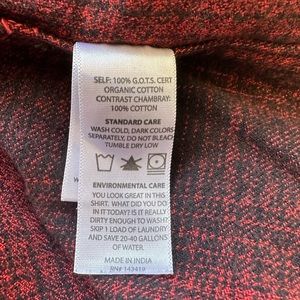 SELF: 100% G.O.T.S. CERT
ORGANIC COTTON
CONTRAST CHAMBRAY:
100% COTTON
STANDARD CARE
WASH COLD, DARK COLORS
SEPARATELY, DO NOT BLEACH
TUMBLE DRY LOW
ENVIRONMENTAL CARE
YOU LOOK GREAT IN THIS
SHIRT. WHAT DID YOU DO
IN IT TODAY? IS IT REALLY
DIRTY ENOUGH TO WASH?
SKIP 1 LOAD OF LAUNDRY
AND SAVE 20-40 GALLONS
OF WATER.
MADE IN INDIA
RN# 143419